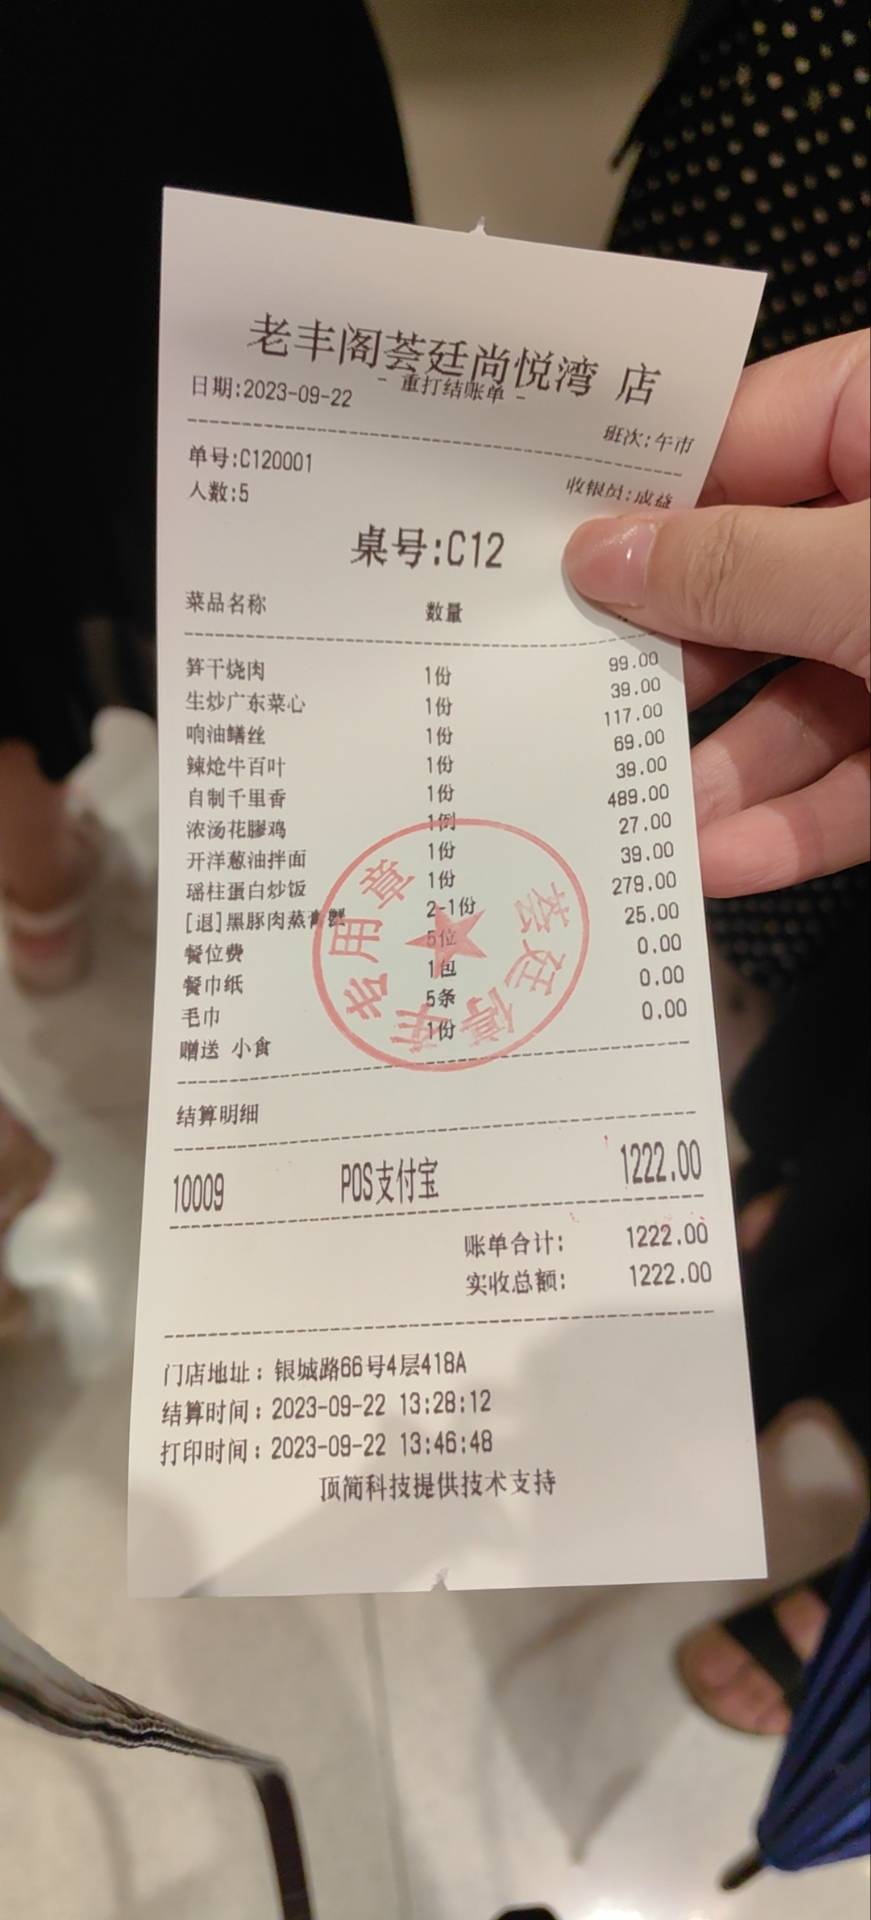 老丰阁荟廷尚悦湾 店
- 重打结账单 -
日期:2023-09-22
班次:午市
单号:C120001
人数:5
收银员:成益
桌号:C12
菜品名称 数量
笋干烧肉 1份 99.00
生炒广东菜心 1份 39.00
响油鳝丝 1份 117.00
辣炝牛百叶 1份 69.00
自制千里香 1份 39.00
浓汤花膠鸡 1例 489.00
开洋葱油拌面 1份 27.00
瑶柱蛋白炒饭 1份 39.00
[退]黑豚肉蒸膏蟹 2-1份 279.00
餐位费 5位 25.00
餐巾纸 1包 0.00
毛巾 5条 0.00
赠送 小食 1份 0.00
荟廷停车专用章
结算明细
10009 POS支付宝 1222.00
账单合计: 1222.00
实收总额: 1222.00
门店地址：银城路66号4层418A
结算时间：2023-09-22 13:28:12
打印时间：2023-09-22 13:46:48
顶简科技提供技术支持